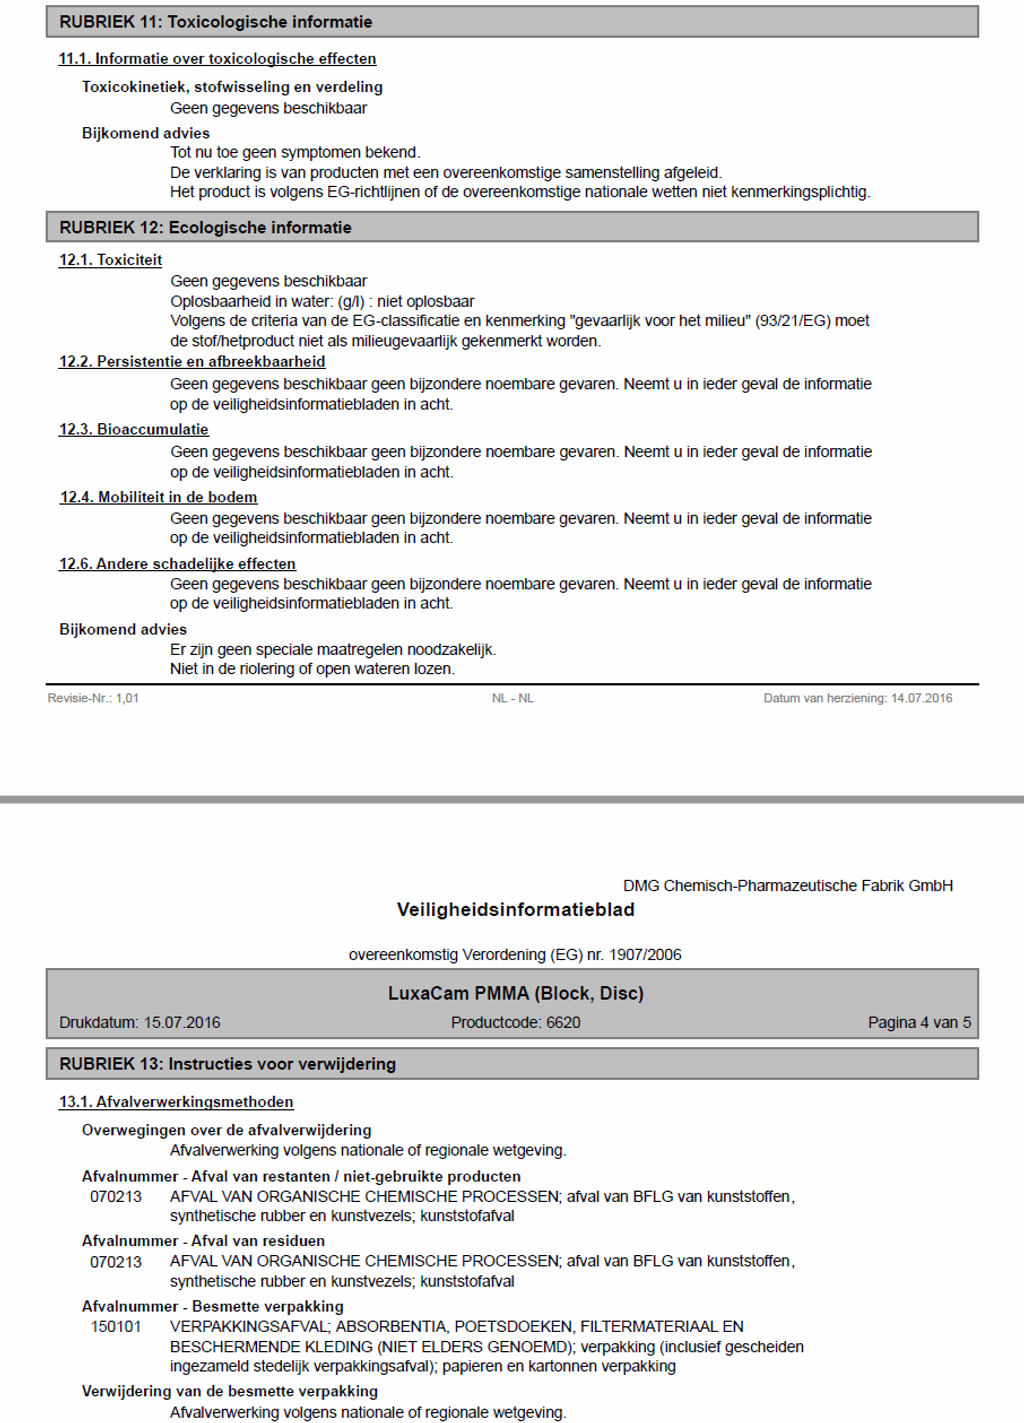 RUBRIEK 11: Toxicologische informatie
11.1. Informatie over toxicologische effecten
Toxicokinetiek, stofwisseling en verdeling
Geen gegevens beschikbaar
Bijkomend advies
Tot nu toe geen symptomen bekend.
De verklaring is van producten met een overeenkomstige samenstelling afgeleid.
Het product is volgens EG-richtlijnen of de overeenkomstige nationale wetten niet kenmerkingsplichtig.
RUBRIEK 12: Ecologische informatie
12.1. Toxiciteit
Geen gegevens beschikbaar
Oplosbaarheid in water: (g/l) : niet oplosbaar
Volgens de criteria van de EG-classificatie en kenmerking "gevaarlijk voor het milieu" (93/21/EG) moet
de stof/hetproduct niet als milieugevaarlijk gekenmerkt worden.
12.2. Persistentie en afbreekbaarheid
Geen gegevens beschikbaar geen bijzondere noembare gevaren. Neemt u in ieder geval de informatie
op de veiligheidsinformatiebladen in acht.
12.3. Bioaccumulatie
Geen gegevens beschikbaar geen bijzondere noembare gevaren. Neemt u in ieder geval de informatie
op de veiligheidsinformatiebladen in acht.
12.4. Mobiliteit in de bodem
Geen gegevens beschikbaar geen bijzondere noembare gevaren. Neemt u in ieder geval de informatie
op de veiligheidsinformatiebladen in acht.
12.6. Andere schadelijke effecten
Geen gegevens beschikbaar geen bijzondere noembare gevaren. Neemt u in ieder geval de informatie
op de veiligheidsinformatiebladen in acht.
Bijkomend advies
Er zijn geen speciale maatregelen noodzakelijk.
Niet in de riolering of open wateren lozen.
Revisie-Nr.: 1,01 NL - NL Datum van herziening: 14.07.2016
DMG Chemisch-Pharmazeutische Fabrik GmbH
Veiligheidsinformatieblad
overeenkomstig Verordening (EG) nr. 1907/2006
LuxaCam PMMA (Block, Disc)
Drukdatum: 15.07.2016 Productcode: 6620 Pagina 4 van 5
RUBRIEK 13: Instructies voor verwijdering
13.1. Afvalverwerkingsmethoden
Overwegingen over de afvalverwijdering
Afvalverwerking volgens nationale of regionale wetgeving.
Afvalnummer - Afval van restanten / niet-gebruikte producten
070213 AFVAL VAN ORGANISCHE CHEMISCHE PROCESSEN; afval van BFLG van kunststoffen,
synthetische rubber en kunstvezels; kunststofafval
Afvalnummer - Afval van residuen
070213 AFVAL VAN ORGANISCHE CHEMISCHE PROCESSEN; afval van BFLG van kunststoffen,
synthetische rubber en kunstvezels; kunststofafval
Afvalnummer - Besmette verpakking
150101 VERPAKKINGSAFVAL; ABSORBENTIA, POETSDOEKEN, FILTERMATERIAAL EN
BESCHERMENDE KLEDING (NIET ELDERS GENOEMD); verpakking (inclusief gescheiden
ingezameld stedelijk verpakkingsafval); papieren en kartonnen verpakking
Verwijdering van de besmette verpakking
Afvalverwerking volgens nationale of regionale wetgeving.